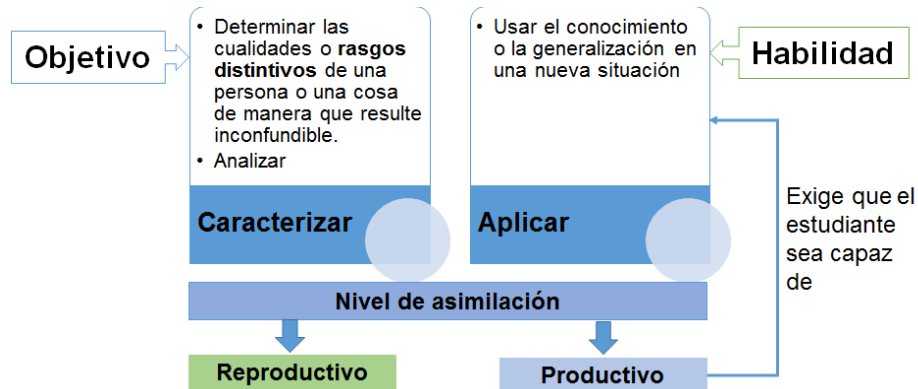 Objetivo
• Determinar las
cualidades o rasgos
distintivos de una
persona o una cosa
de manera que resulte
inconfundible.
• Analizar
Caracterizar
• Usar el conocimiento
o la generalización en
una nueva situación
Aplicar
Habilidad
Exige que el
estudiante
sea capaz
de
Nivel de asimilación
Reproductivo
Productivo